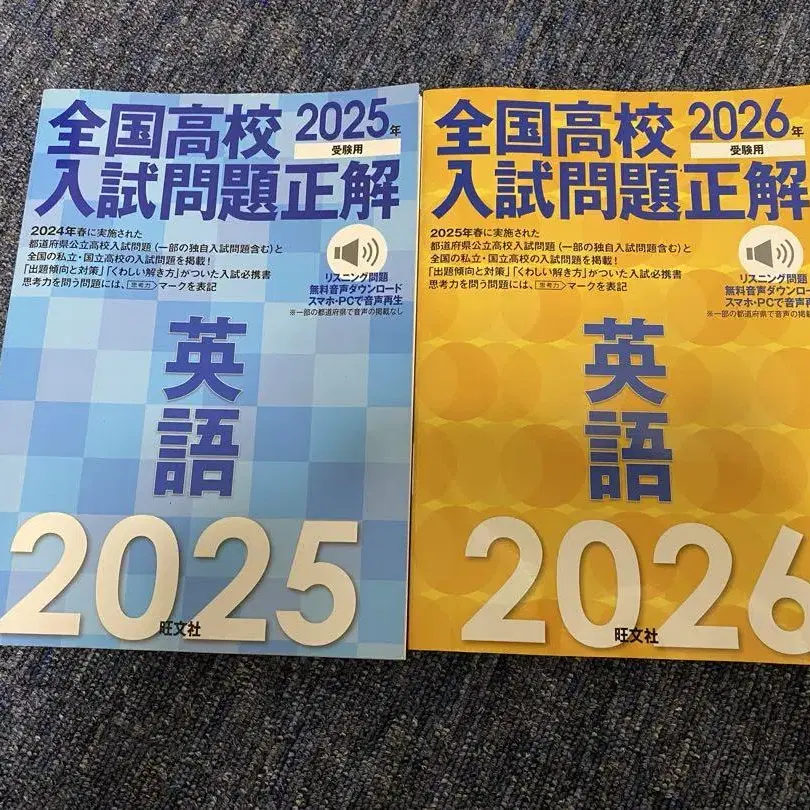 全国高校
2025年
受験用
入試問題正解
2024年春に実施された
都道府県公立高校入試問題(一部の独自入試問題含む)と
全国の私立・国立高校の入試問題を掲載!
「出題傾向と対策」「くわしい解き方」がついた入試必携書
思考力を問う問題には、思考力マークを表記
リスニング問題
無料音声ダウンロード
スマホ・PCで音声再生
※一部の都道府県で音声の掲載なし
英語
2025
旺文社
全国高校
2026年
受験用
入試問題正解
2025年春に実施された
都道府県公立高校入試問題(一部の独自入試問題含む)と
全国の私立・国立高校の入試問題を掲載!
「出題傾向と対策」「くわしい解き方」がついた入試必携書
思考力を問う問題には、思考力マークを表記
リスニング問題
無料音声ダウンロー
スマホ・PCで音声再
※一部の都道府県で音声の掲
英語
2026
旺文社